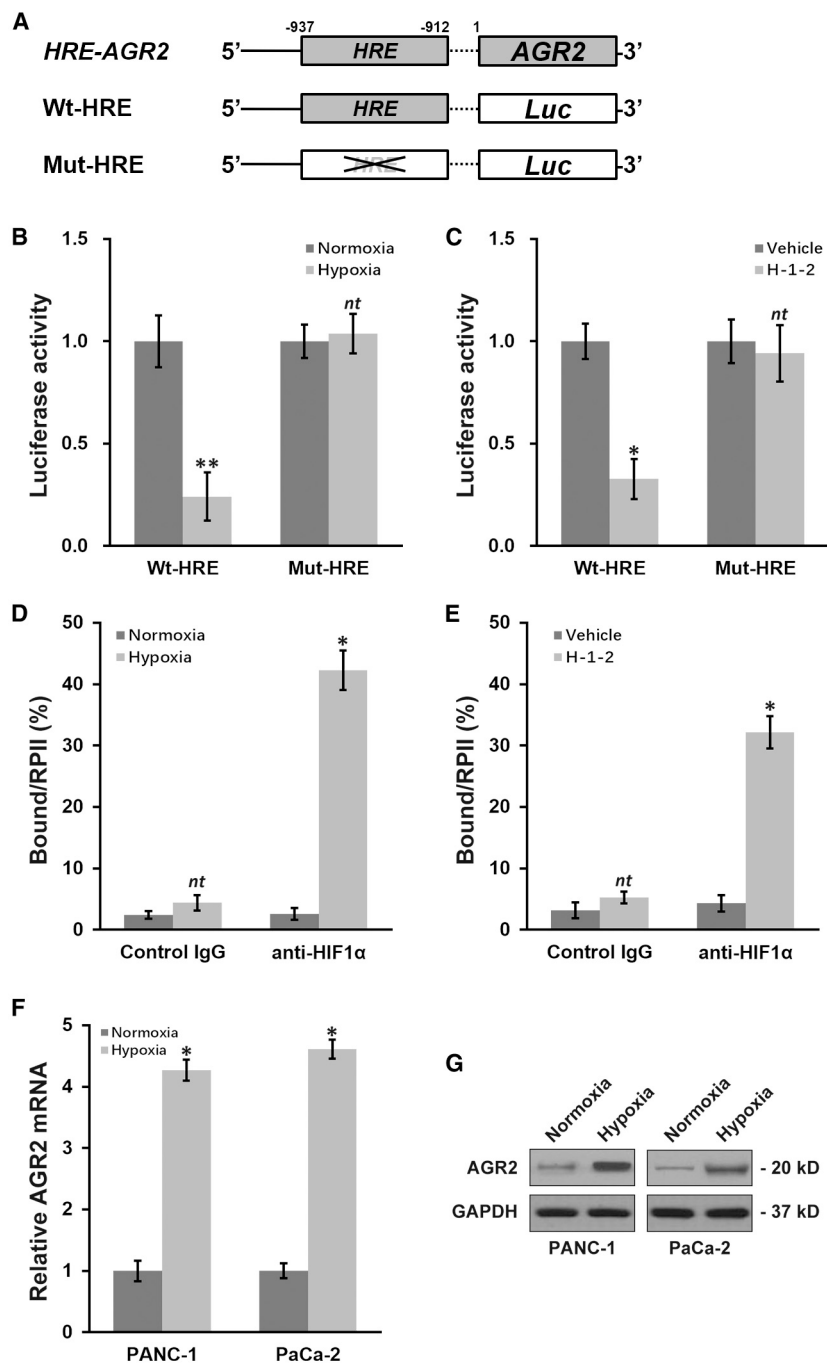 A
-937 -912 1
HRE-AGR2 5’ HRE AGR2 -3’
Wt-HRE 5’ HRE Luc -3’
Mut-HRE 5’ HRE Luc -3’
B
Normoxia
Hypoxia
Luciferase activity
1.5
1.0
0.5
0.0
**
nt
Wt-HRE Mut-HRE
C
Vehicle
H-1-2
Luciferase activity
1.5
1.0
0.5
0.0
*
nt
Wt-HRE Mut-HRE
D
Normoxia
Hypoxia
Bound/RPII (%)
50
40
30
20
10
0
nt
*
Control IgG anti-HIF1α
E
Vehicle
H-1-2
Bound/RPII (%)
50
40
30
20
10
0
nt
*
Control IgG anti-HIF1α
F
Normoxia
Hypoxia
Relative AGR2 mRNA
5
4
3
2
1
0
*
*
PANC-1 PaCa-2
G
Normoxia Hypoxia Normoxia Hypoxia
AGR2 - 20 kD
GAPDH - 37 kD
PANC-1 PaCa-2